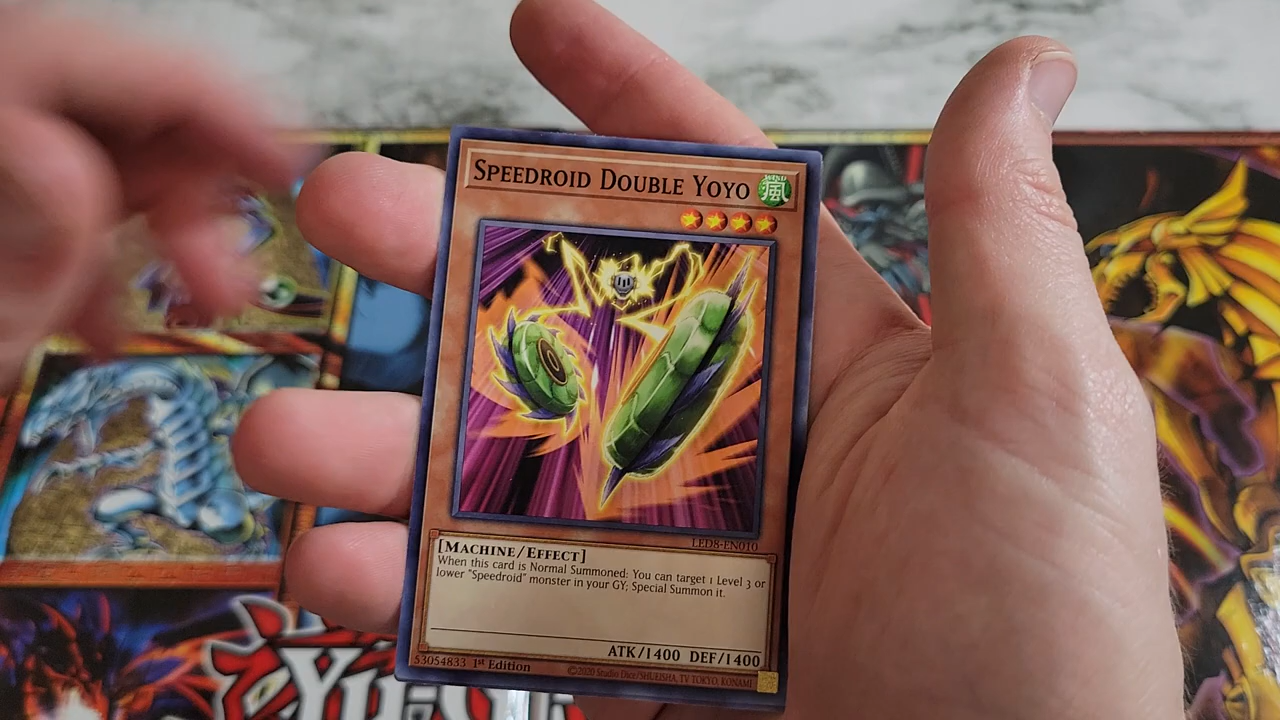 SPEEDROID DOUBLE YOYO
WIND
風
LED8-EN010
[MACHINE/EFFECT]
When this card is Normal Summoned: You can target 1 Level 3 or
lower "Speedroid" monster in your GY; Special Summon it.
ATK/1400 DEF/1400
53054833 1st Edition
©2020 Studio Dice/SHUEISHA, TV TOKYO, KONAMI